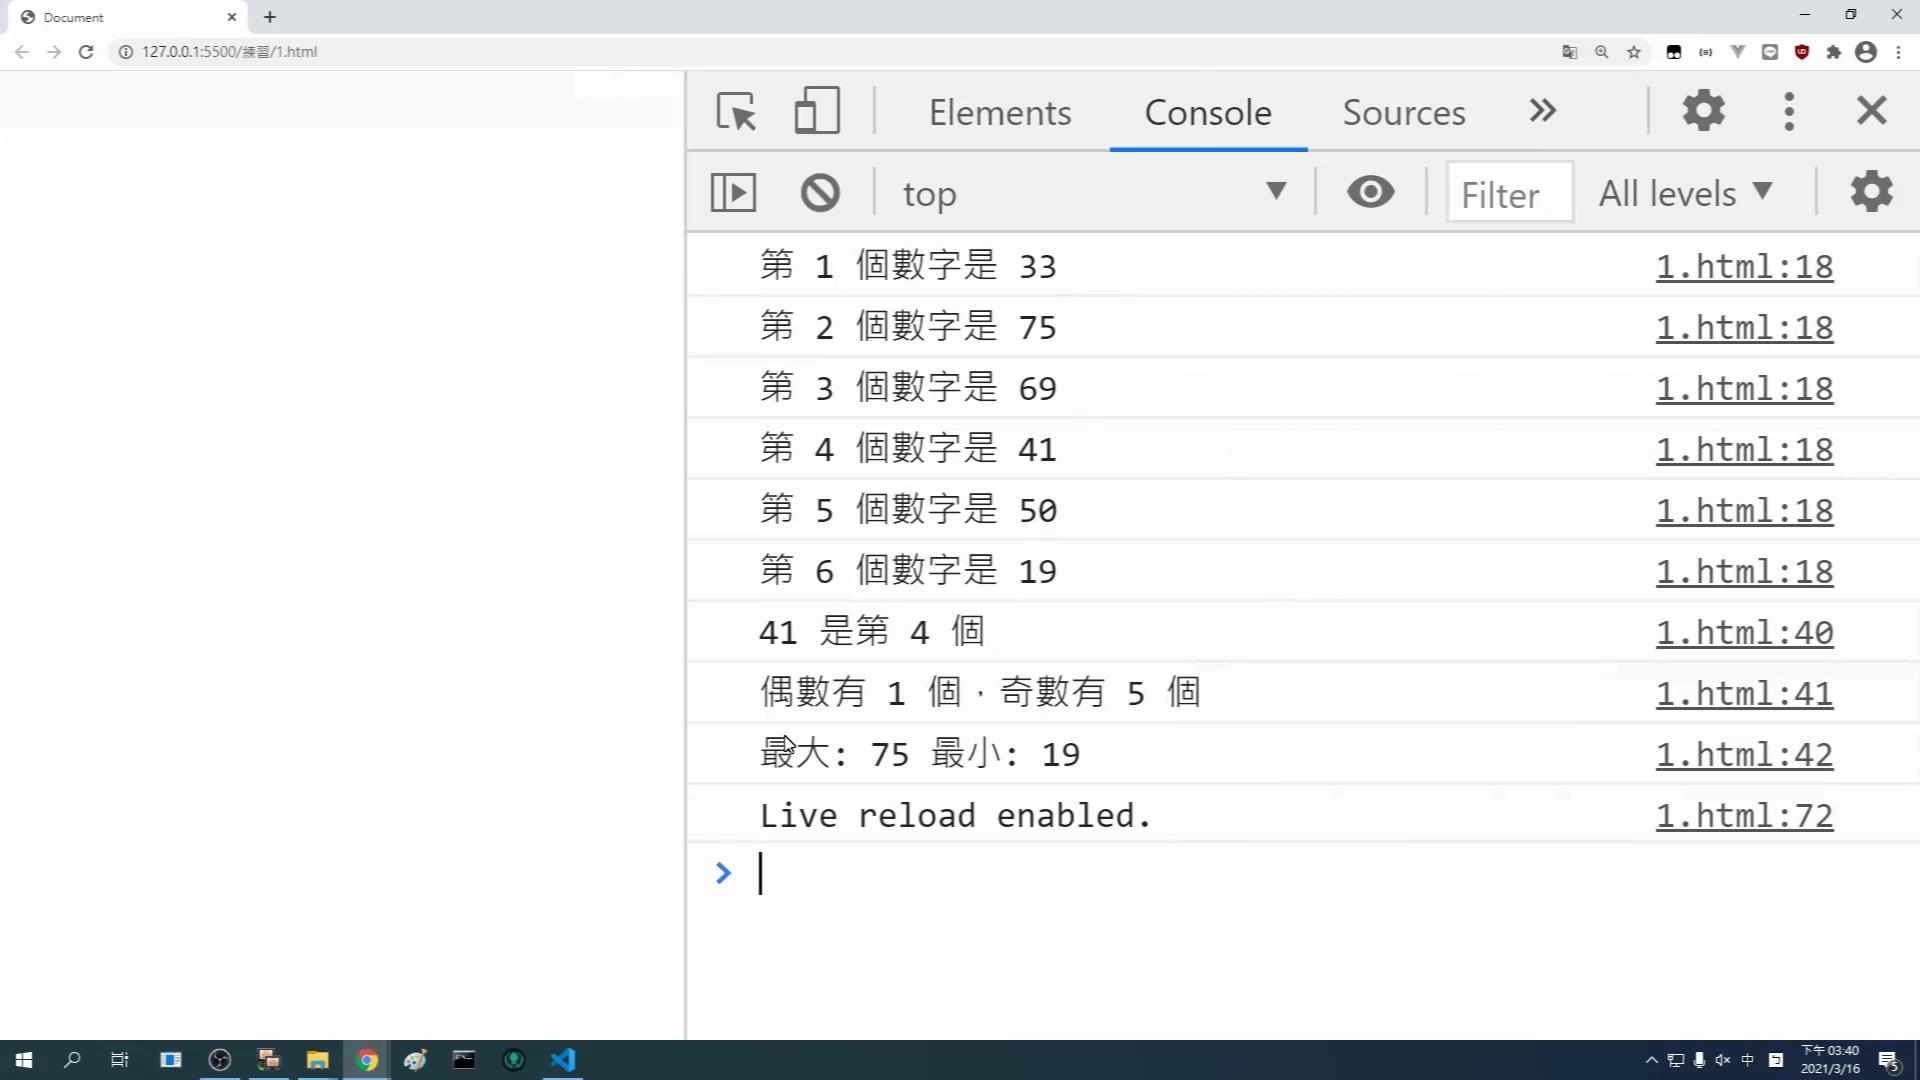 Document
127.0.0.1:5500/練習/1.html
Elements Console Sources
top Filter All levels
第 1 個數字是 33 1.html:18
第 2 個數字是 75 1.html:18
第 3 個數字是 69 1.html:18
第 4 個數字是 41 1.html:18
第 5 個數字是 50 1.html:18
第 6 個數字是 19 1.html:18
41 是第 4 個 1.html:40
偶數有 1 個，奇數有 5 個 1.html:41
最大: 75 最小: 19 1.html:42
Live reload enabled. 1.html:72
中 下午 03:40
2021/3/16 5